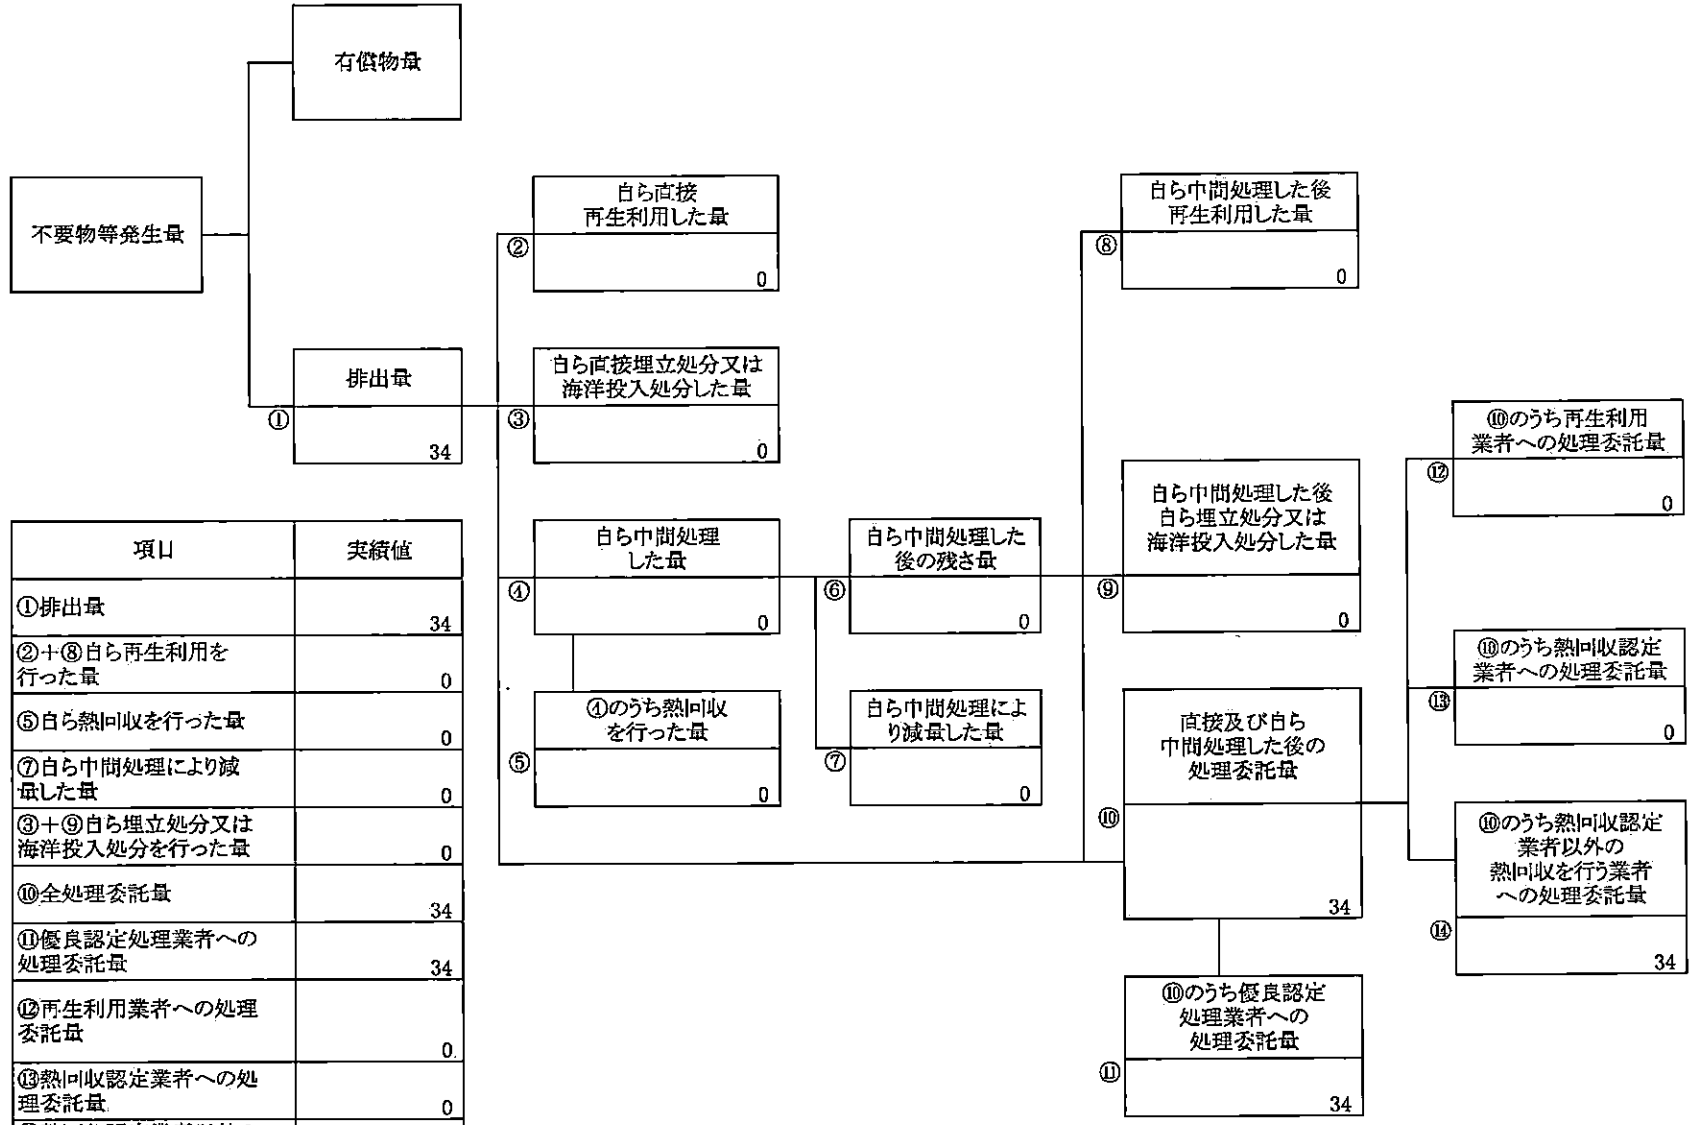 有償物量
不要物等発生量
排出量
①
34
自ら直接
再生利用した量
②
0
自ら直接埋立処分又は
海洋投入処分した量
③
0
自ら中間処理
した量
④
0
④のうち熱回収
を行った量
⑤
0
自ら中間処理した
後の残さ量
⑥
0
自ら中間処理によ
り減量した量
⑦
0
自ら中間処理した後
再生利用した量
⑧
0
自ら中間処理した後
自ら埋立処分又は
海洋投入処分した量
⑨
0
直接及び自ら
中間処理した後の
処理委託量
⑩
34
⑩のうち優良認定
処理業者への
処理委託量
⑪
34
⑩のうち再生利用
業者への処理委託量
⑫
0
⑩のうち熱回収認定
業者への処理委託量
⑬
0
⑩のうち熱回収認定
業者以外の
熱回収を行う業者
への処理委託量
⑭
34
項目 実績値
①排出量
34
②+⑧自ら再生利用を
行った量 0
⑤自ら熱回収を行った量
0
⑦自ら中間処理により減
量した量 0
③+⑨自ら埋立処分又は
海洋投入処分を行った量 0
⑩全処理委託量
34
⑪優良認定処理業者への
処理委託量 34
⑫再生利用業者への処理
委託量
0
⑬熱回収認定業者への処
理委託量 0